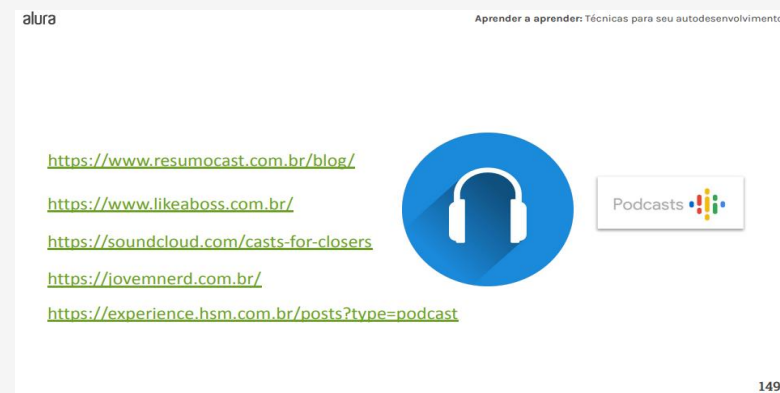 alura
Aprender a aprender: Técnicas para seu autodesenvolvimento
https://www.resumocast.com.br/blog/
https://www.likeaboss.com.br/
https://soundcloud.com/casts-for-closers
https://jovemnerd.com.br/
https://experience.hsm.com.br/posts?type=podcast
Podcasts
149